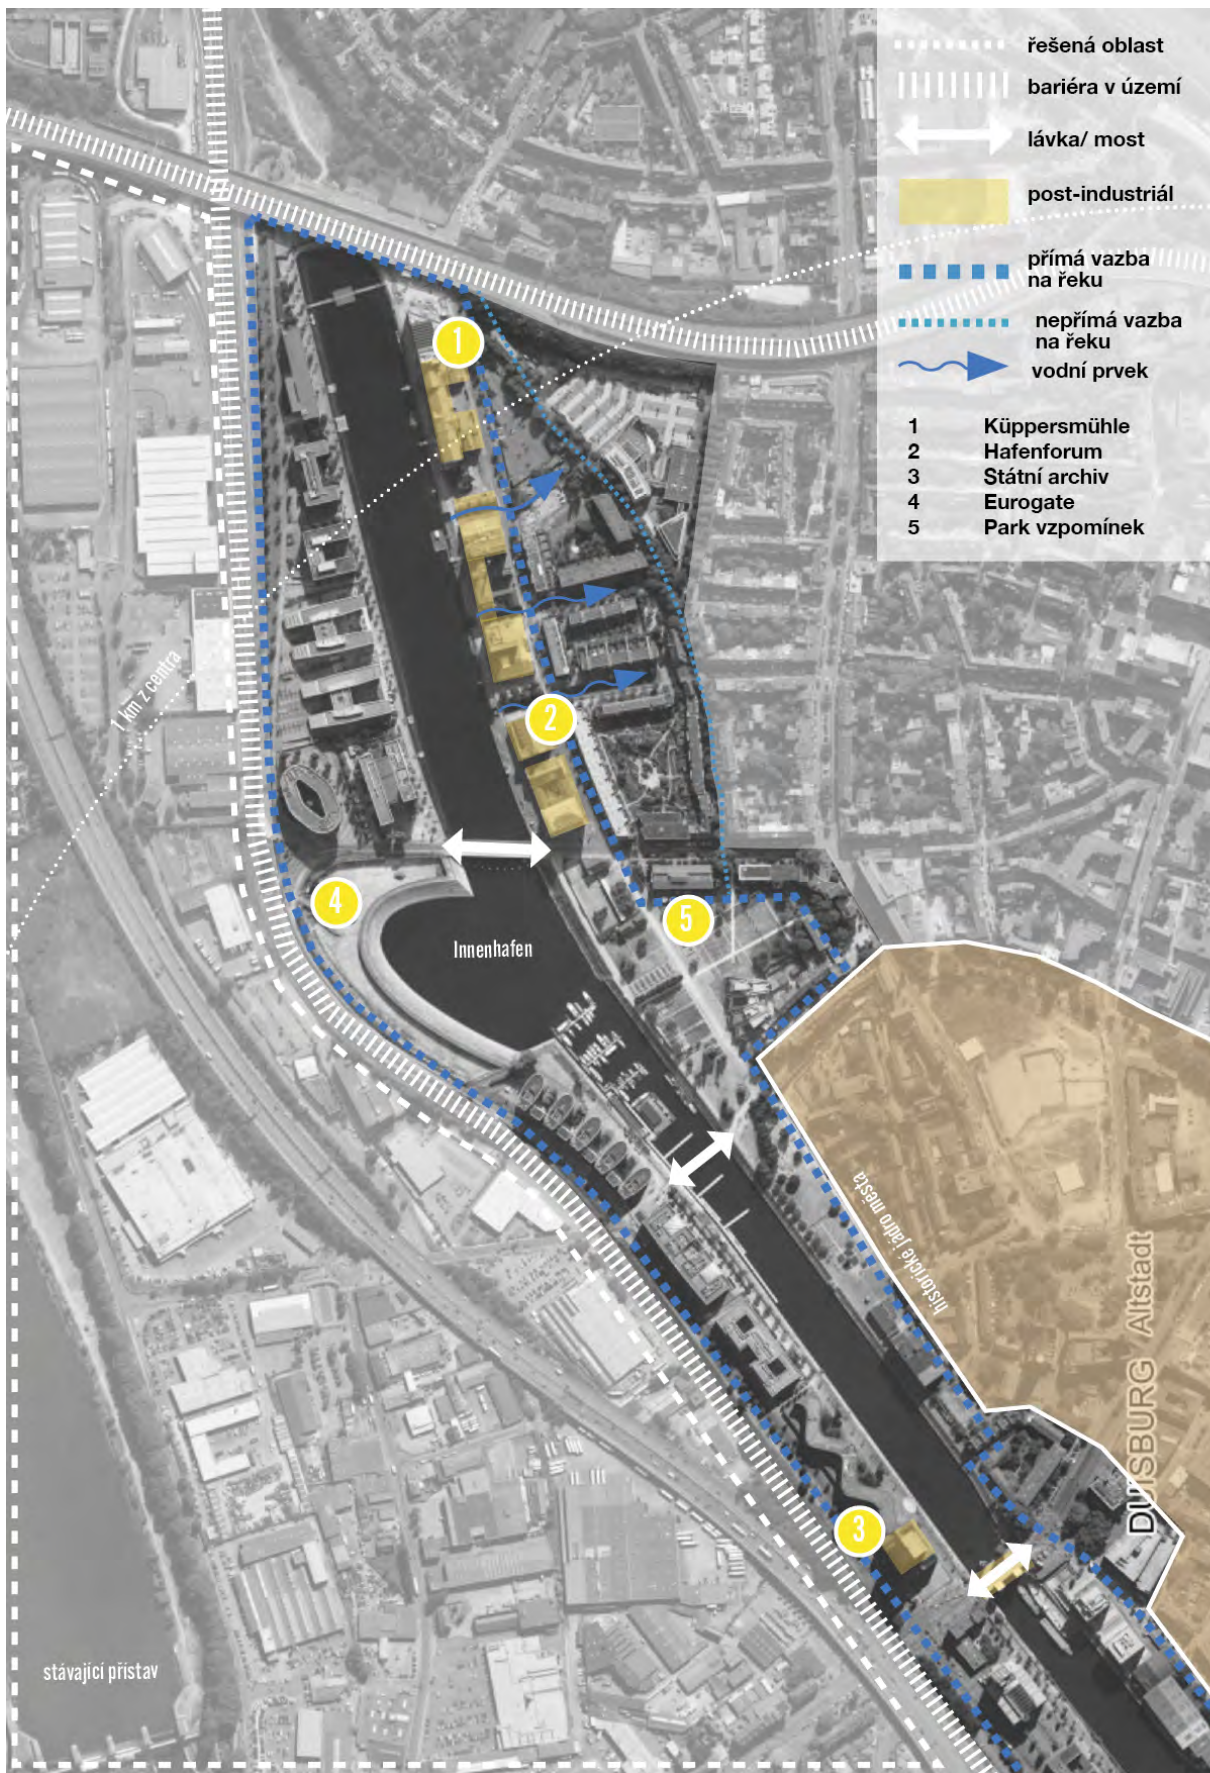 řešená oblast
bariéra v území
lávka/ most
post-industriál
přímá vazba
na řeku
nepřímá vazba
na řeku
vodní prvek
1 Küppersmühle
2 Hafenforum
3 Státní archiv
4 Eurogate
5 Park vzpomínek
1
2
1 km z centra
4
5
Innenhafen
historické jádro města
DUISBURG Altstadt
3
stávající přístav